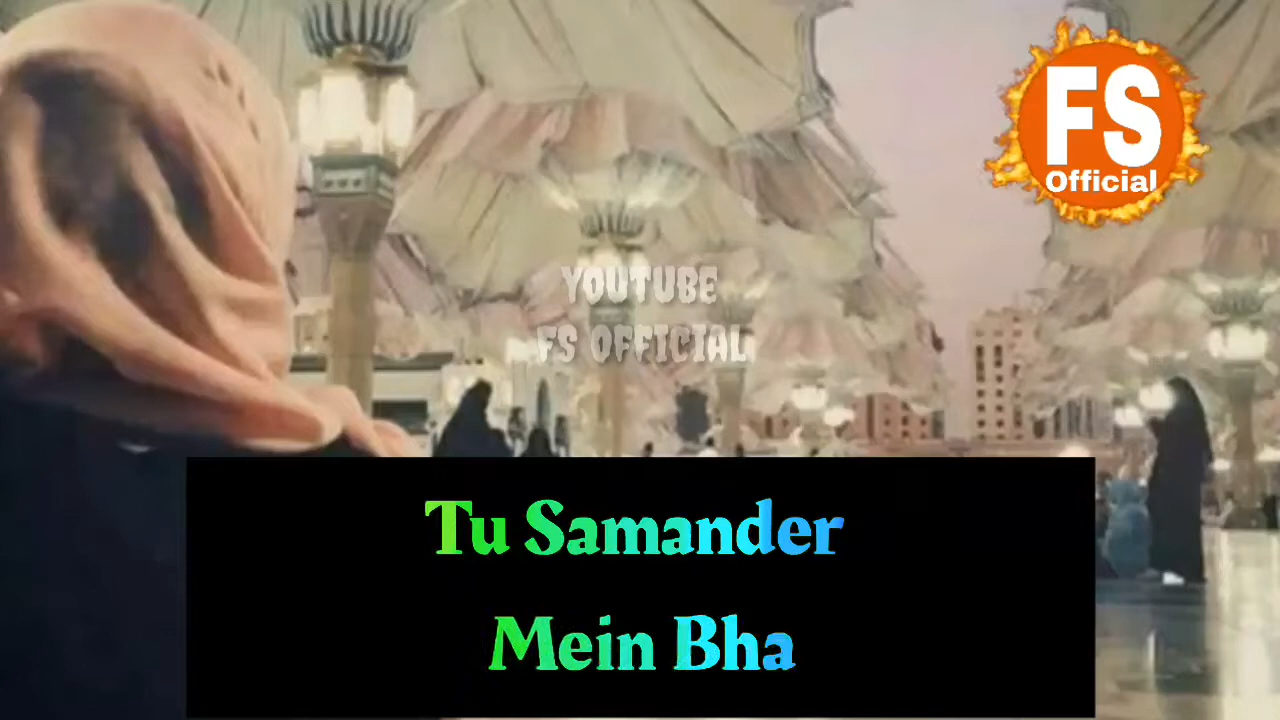 FS
Official
YOUTUBE
FS OFFICIAL
Tu Samander
Mein Bha